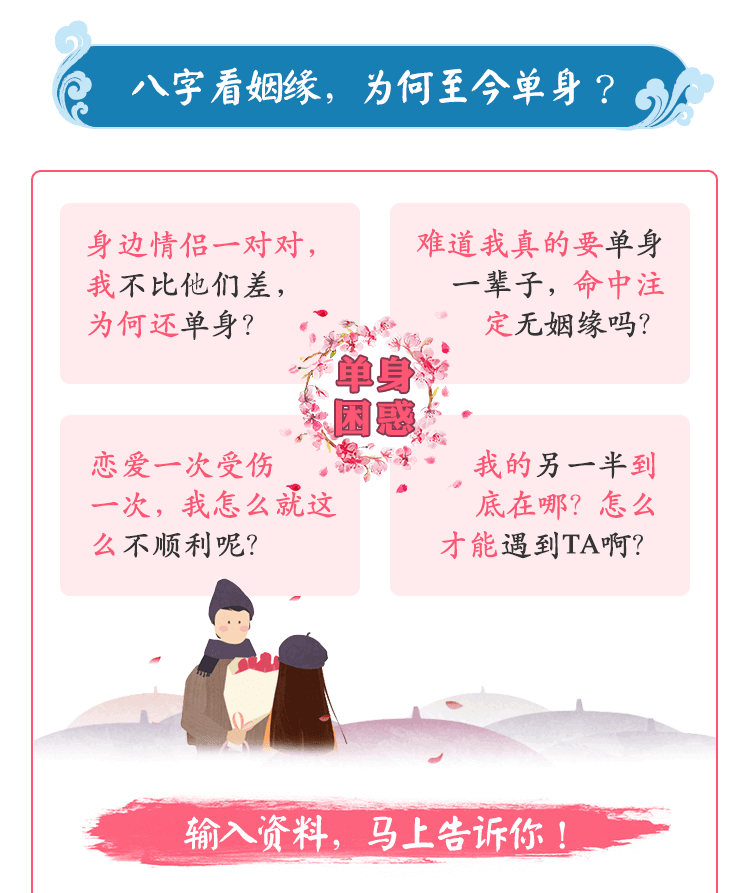 八字看姻缘，为何至今单身？
身边情侣一对对，
我不比他们差，
为何还单身？
难道我真的要单身
一辈子，命中注
定无姻缘吗？
单身
困惑
恋爱一次受伤
一次，我怎么就这
么不顺利呢？
我的另一半到
底在哪？怎么
才能遇到TA啊？
输入资料，马上告诉你！